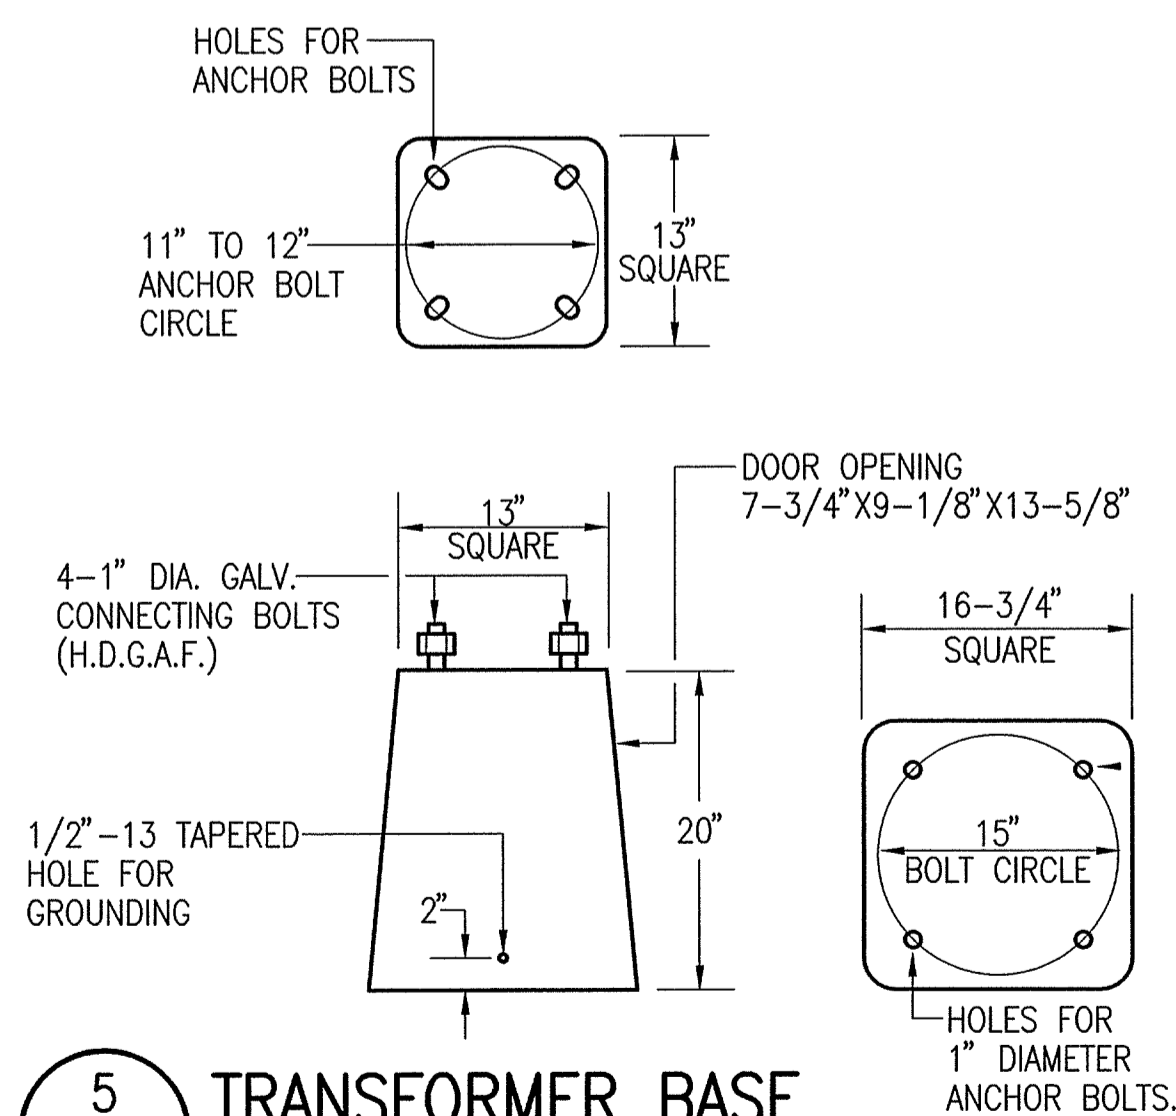 HOLES FOR
ANCHOR BOLTS
11" TO 12"
ANCHOR BOLT
CIRCLE
13"
SQUARE
DOOR OPENING
7-3/4"X9-1/8"X13-5/8"
13"
SQUARE
4-1" DIA. GALV.
CONNECTING BOLTS
(H.D.G.A.F.)
16-3/4"
SQUARE
1/2"-13 TAPERED
HOLE FOR
GROUNDING
2"
20"
15"
BOLT CIRCLE
HOLES FOR
1" DIAMETER
ANCHOR BOLTS.
5
TRANSFORMER BASE